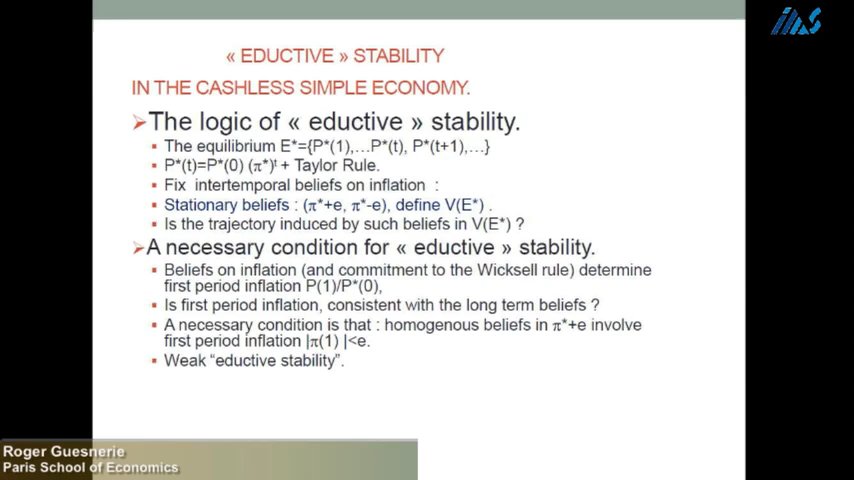 IAS
« EDUCTIVE » STABILITY
IN THE CASHLESS SIMPLE ECONOMY.
The logic of « eductive » stability.
The equilibrium E*={P*(1),...P*(t), P*(t+1),...}
P*(t)=P*(0) (π*)ᵗ + Taylor Rule.
Fix intertemporal beliefs on inflation :
Stationary beliefs : (π*+e, π*-e), define V(E*) .
Is the trajectory induced by such beliefs in V(E*) ?
A necessary condition for « eductive » stability.
Beliefs on inflation (and commitment to the Wicksell rule) determine
first period inflation P(1)/P*(0),
Is first period inflation, consistent with the long term beliefs ?
A necessary condition is that : homogenous beliefs in π*+e involve
first period inflation |π(1) |<e.
Weak “eductive stability”.
Roger Guesnerie
Paris School of Economics